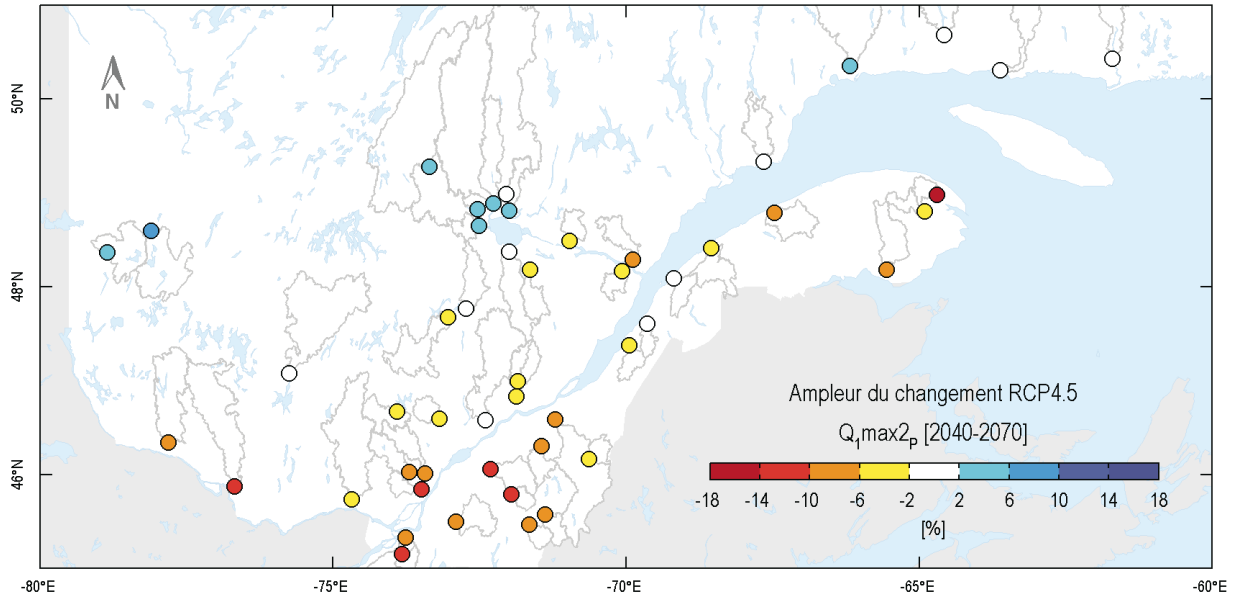 N
50°N
48°N
46°N
Ampleur du changement RCP4.5
Q1max2P [2040-2070]
-18 -14 -10 -6 -2 2 6 10 14 18
[%]
-80°E -75°E -70°E -65°E -60°E